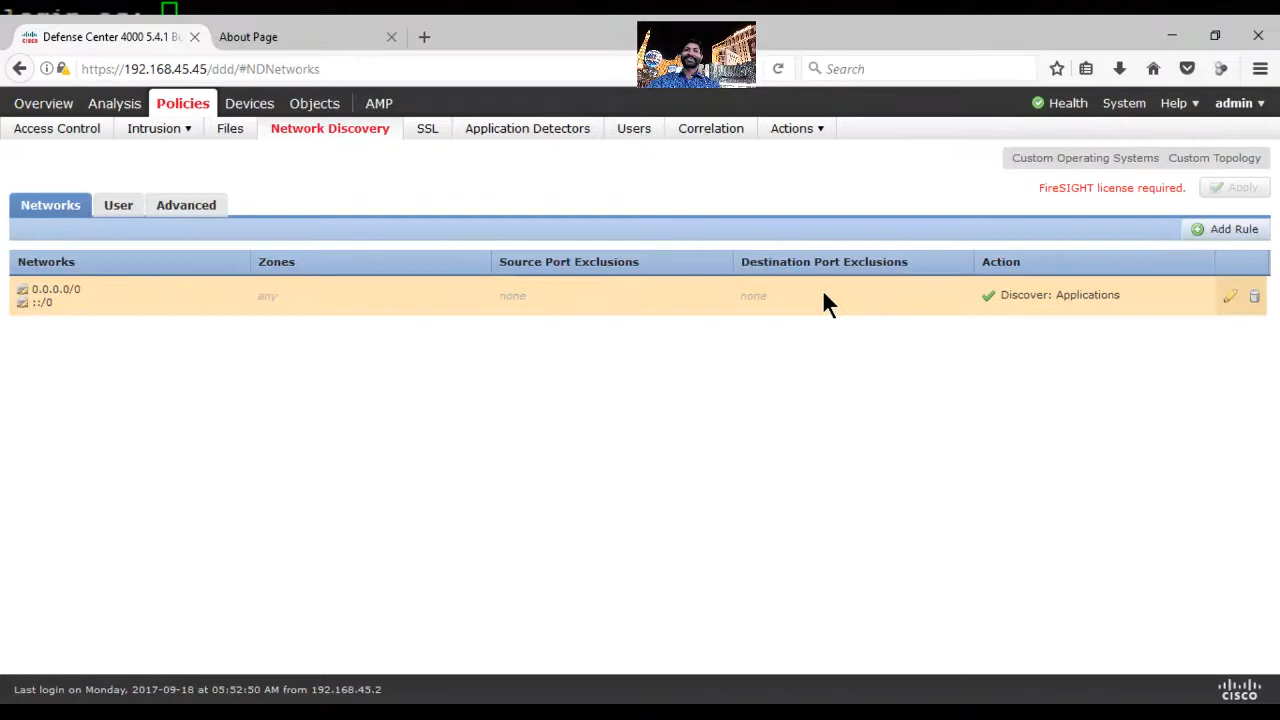 Defense Center 4000 5.4.1 Bu
About Page
https://192.168.45.45/ddd/#NDNetworks
Search
Overview Analysis Policies Devices Objects AMP
Health System Help admin
Access Control Intrusion Files Network Discovery SSL Application Detectors Users Correlation Actions
Custom Operating Systems Custom Topology
FireSIGHT license required. Apply
Networks User Advanced
Add Rule
Networks Zones Source Port Exclusions Destination Port Exclusions Action
0.0.0.0/0 any none none Discover: Applications
::/0
Last login on Monday, 2017-09-18 at 05:52:50 AM from 192.168.45.2
CISCO